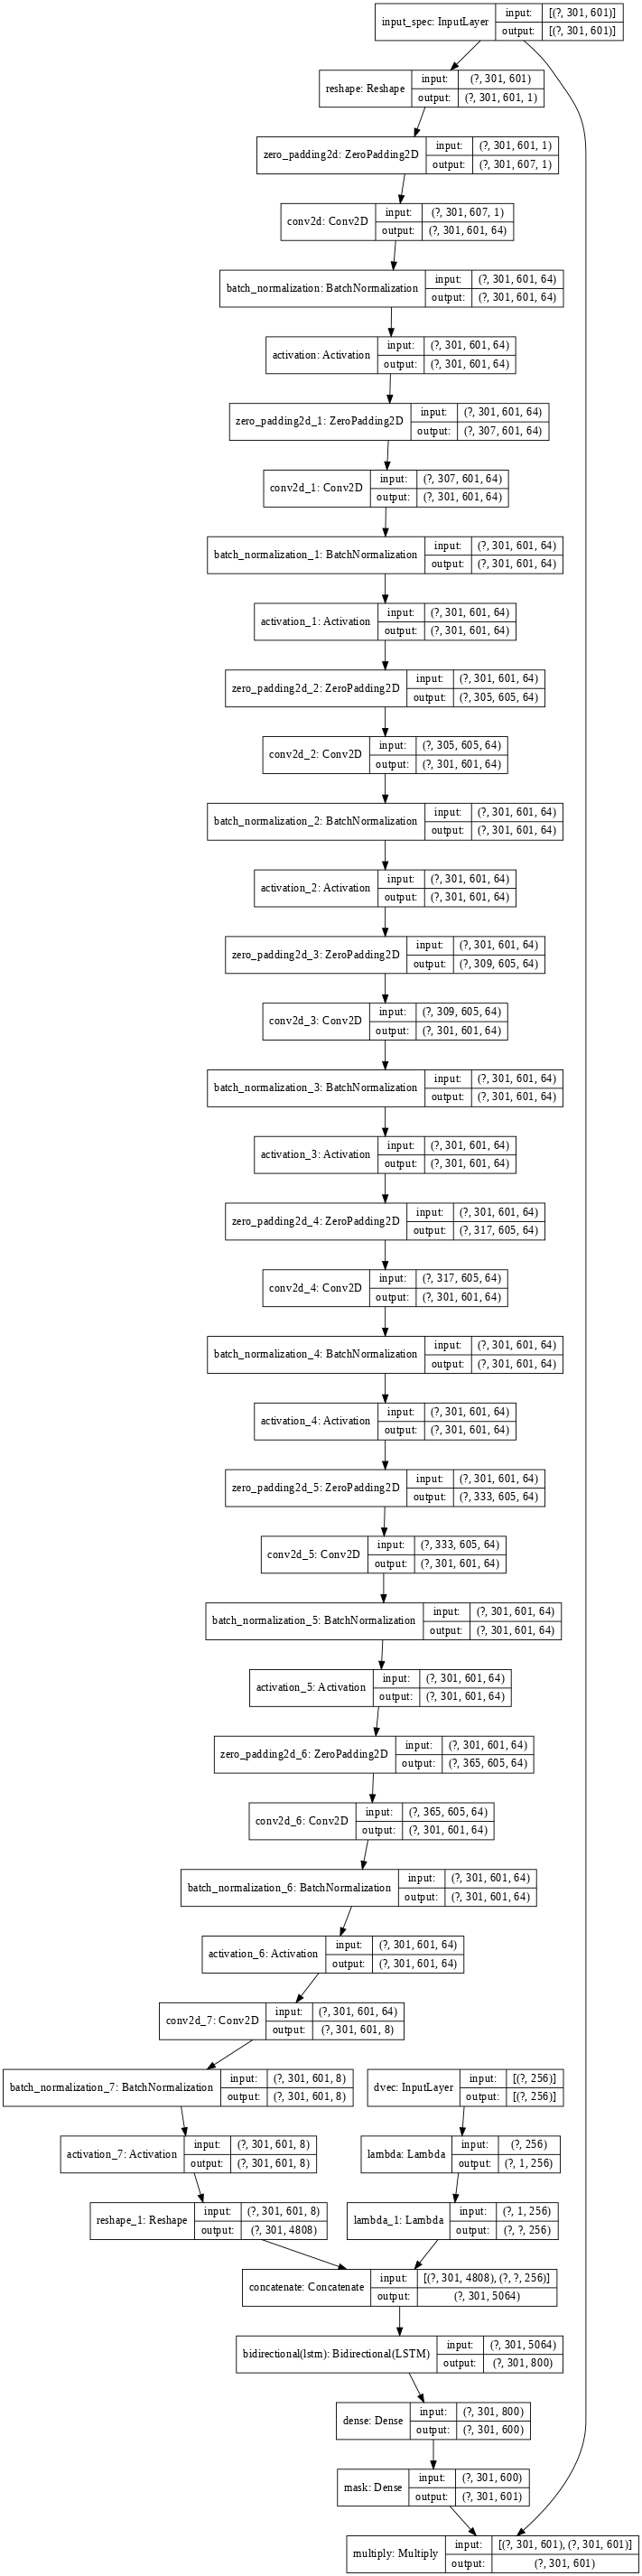 input_spec: InputLayer
input: [(?, 301, 601)]
output: [(?, 301, 601)]
reshape: Reshape
input: (?, 301, 601)
output: (?, 301, 601, 1)
zero_padding2d: ZeroPadding2D
input: (?, 301, 601, 1)
output: (?, 301, 607, 1)
conv2d: Conv2D
input: (?, 301, 607, 1)
output: (?, 301, 601, 64)
batch_normalization: BatchNormalization
input: (?, 301, 601, 64)
output: (?, 301, 601, 64)
activation: Activation
input: (?, 301, 601, 64)
output: (?, 301, 601, 64)
zero_padding2d_1: ZeroPadding2D
input: (?, 301, 601, 64)
output: (?, 307, 601, 64)
conv2d_1: Conv2D
input: (?, 307, 601, 64)
output: (?, 301, 601, 64)
batch_normalization_1: BatchNormalization
input: (?, 301, 601, 64)
output: (?, 301, 601, 64)
activation_1: Activation
input: (?, 301, 601, 64)
output: (?, 301, 601, 64)
zero_padding2d_2: ZeroPadding2D
input: (?, 301, 601, 64)
output: (?, 305, 605, 64)
conv2d_2: Conv2D
input: (?, 305, 605, 64)
output: (?, 301, 601, 64)
batch_normalization_2: BatchNormalization
input: (?, 301, 601, 64)
output: (?, 301, 601, 64)
activation_2: Activation
input: (?, 301, 601, 64)
output: (?, 301, 601, 64)
zero_padding2d_3: ZeroPadding2D
input: (?, 301, 601, 64)
output: (?, 309, 605, 64)
conv2d_3: Conv2D
input: (?, 309, 605, 64)
output: (?, 301, 601, 64)
batch_normalization_3: BatchNormalization
input: (?, 301, 601, 64)
output: (?, 301, 601, 64)
activation_3: Activation
input: (?, 301, 601, 64)
output: (?, 301, 601, 64)
zero_padding2d_4: ZeroPadding2D
input: (?, 301, 601, 64)
output: (?, 317, 605, 64)
conv2d_4: Conv2D
input: (?, 317, 605, 64)
output: (?, 301, 601, 64)
batch_normalization_4: BatchNormalization
input: (?, 301, 601, 64)
output: (?, 301, 601, 64)
activation_4: Activation
input: (?, 301, 601, 64)
output: (?, 301, 601, 64)
zero_padding2d_5: ZeroPadding2D
input: (?, 301, 601, 64)
output: (?, 333, 605, 64)
conv2d_5: Conv2D
input: (?, 333, 605, 64)
output: (?, 301, 601, 64)
batch_normalization_5: BatchNormalization
input: (?, 301, 601, 64)
output: (?, 301, 601, 64)
activation_5: Activation
input: (?, 301, 601, 64)
output: (?, 301, 601, 64)
zero_padding2d_6: ZeroPadding2D
input: (?, 301, 601, 64)
output: (?, 365, 605, 64)
conv2d_6: Conv2D
input: (?, 365, 605, 64)
output: (?, 301, 601, 64)
batch_normalization_6: BatchNormalization
input: (?, 301, 601, 64)
output: (?, 301, 601, 64)
activation_6: Activation
input: (?, 301, 601, 64)
output: (?, 301, 601, 64)
conv2d_7: Conv2D
input: (?, 301, 601, 64)
output: (?, 301, 601, 8)
batch_normalization_7: BatchNormalization
input: (?, 301, 601, 8)
output: (?, 301, 601, 8)
dvec: InputLayer
input: [(?, 256)]
output: [(?, 256)]
activation_7: Activation
input: (?, 301, 601, 8)
output: (?, 301, 601, 8)
lambda: Lambda
input: (?, 256)
output: (?, 1, 256)
reshape_1: Reshape
input: (?, 301, 601, 8)
output: (?, 301, 4808)
lambda_1: Lambda
input: (?, 1, 256)
output: (?, ?, 256)
concatenate: Concatenate
input: [(?, 301, 4808), (?, ?, 256)]
output: (?, 301, 5064)
bidirectional(lstm): Bidirectional(LSTM)
input: (?, 301, 5064)
output: (?, 301, 800)
dense: Dense
input: (?, 301, 800)
output: (?, 301, 600)
mask: Dense
input: (?, 301, 600)
output: (?, 301, 601)
multiply: Multiply
input: [(?, 301, 601), (?, 301, 601)]
output: (?, 301, 601)